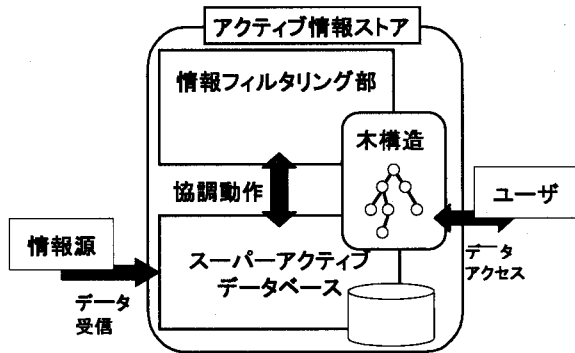 アクティブ情報ストア
情報フィルタリング部
木構造
協調動作
ユーザ
情報源
スーパーアクティブ
データベース
データ
アクセス
データ
受信